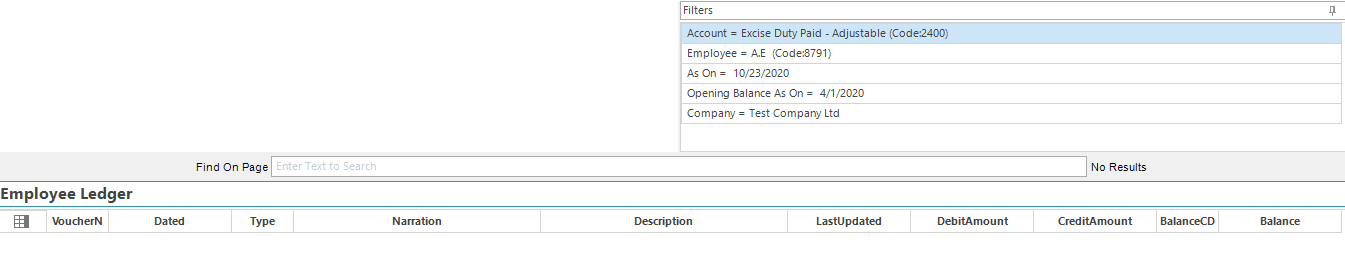 Filters
Account = Excise Duty Paid - Adjustable (Code:2400)
Employee = A.E  (Code:8791)
As On =  10/23/2020
Opening Balance As On =  4/1/2020
Company = Test Company Ltd
Find On Page Enter Text to Search No Results
Employee Ledger
VoucherN Dated Type Narration Description LastUpdated DebitAmount CreditAmount BalanceCD Balance